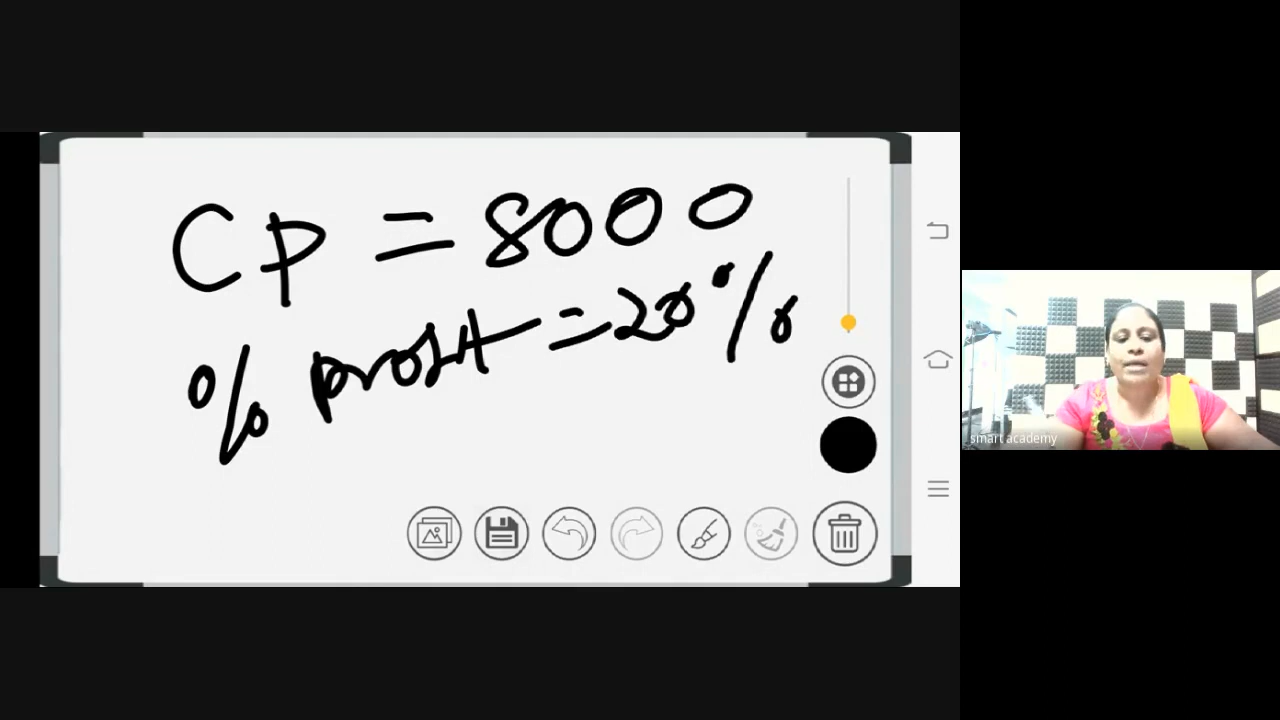 CP = 8000
% profit = 20%
smart academy